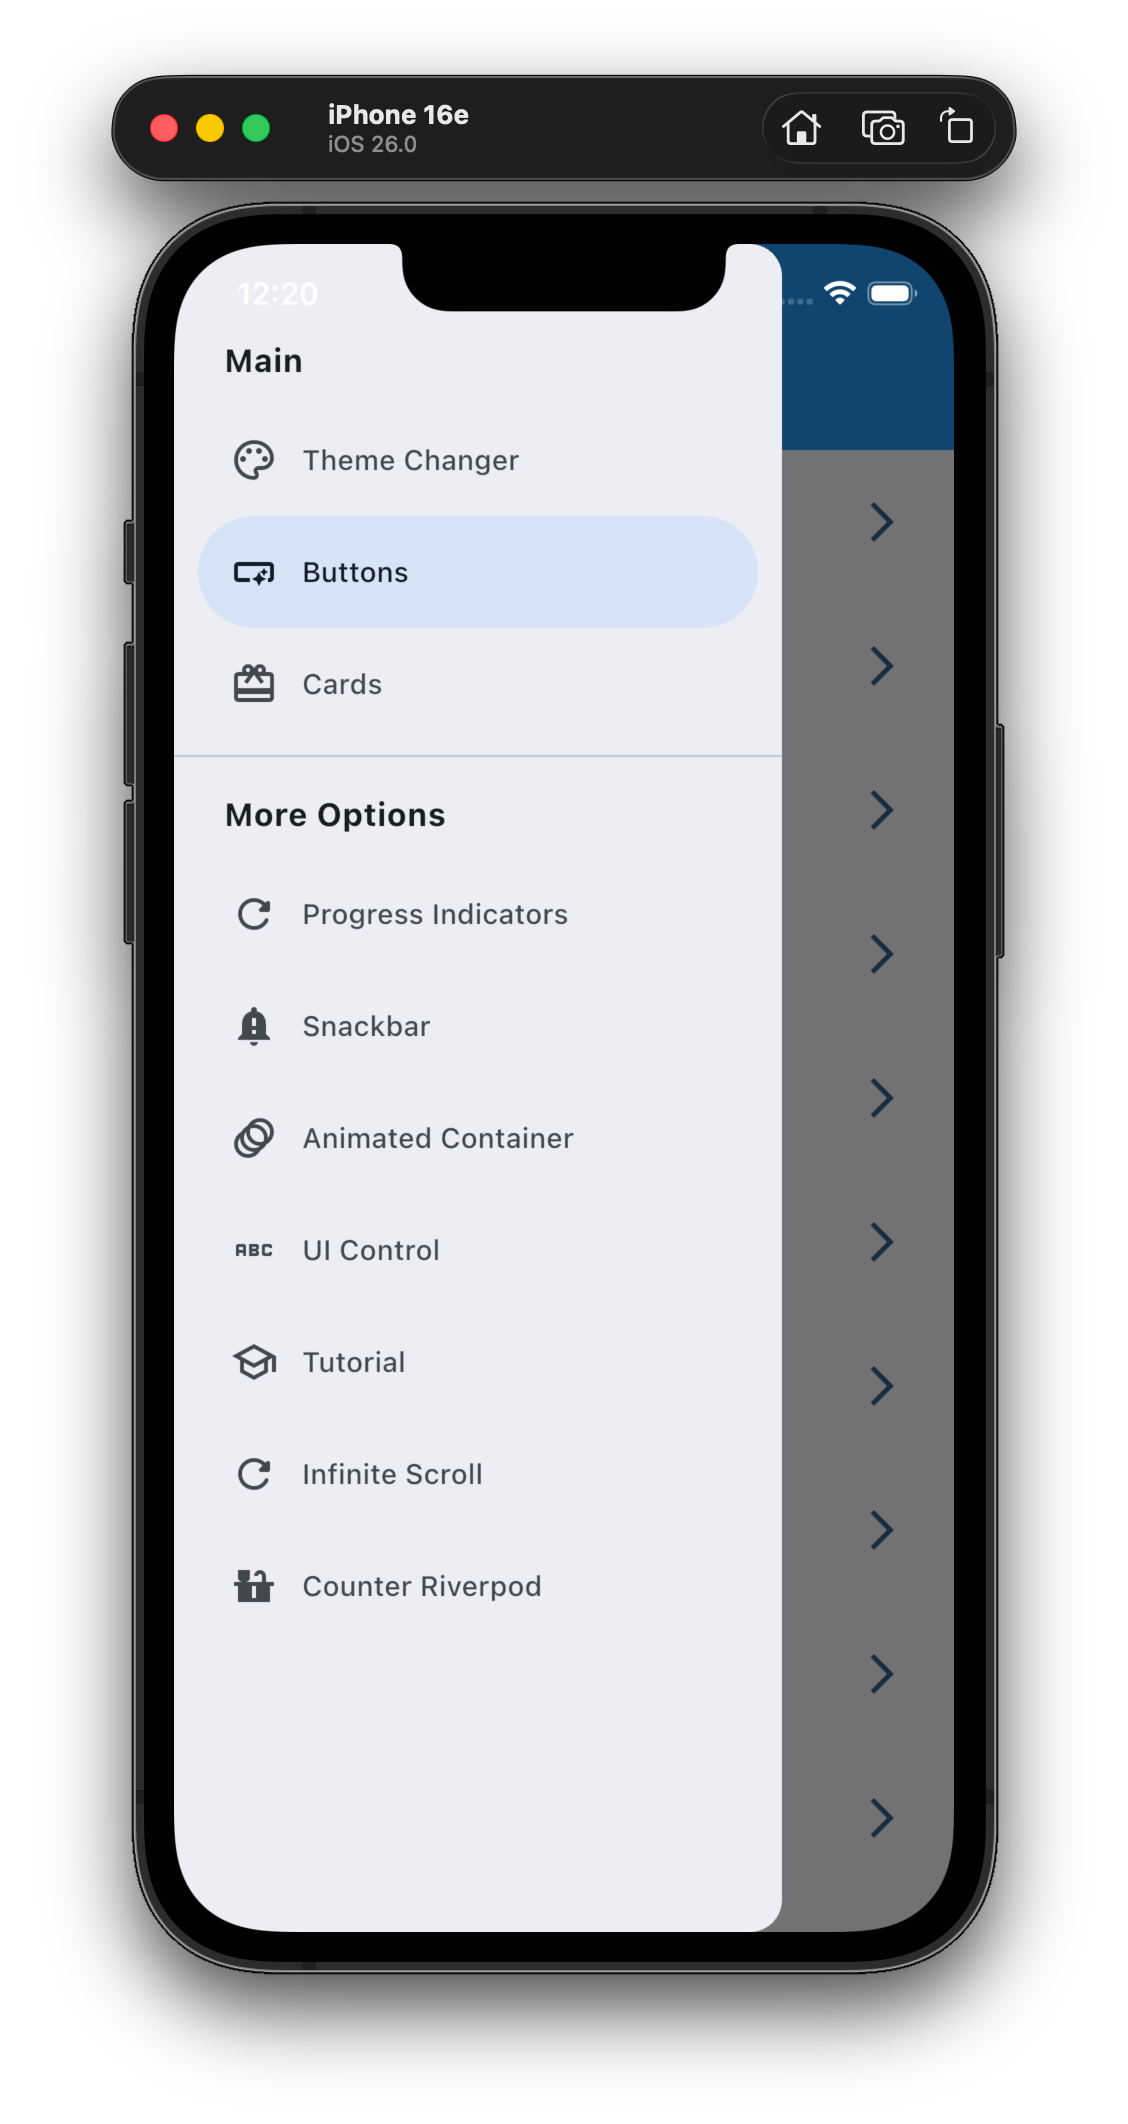 iPhone 16e
iOS 26.0
12:20
Main
Theme Changer
Buttons
Cards
More Options
Progress Indicators
Snackbar
Animated Container
ABC
UI Control
Tutorial
Infinite Scroll
Counter Riverpod